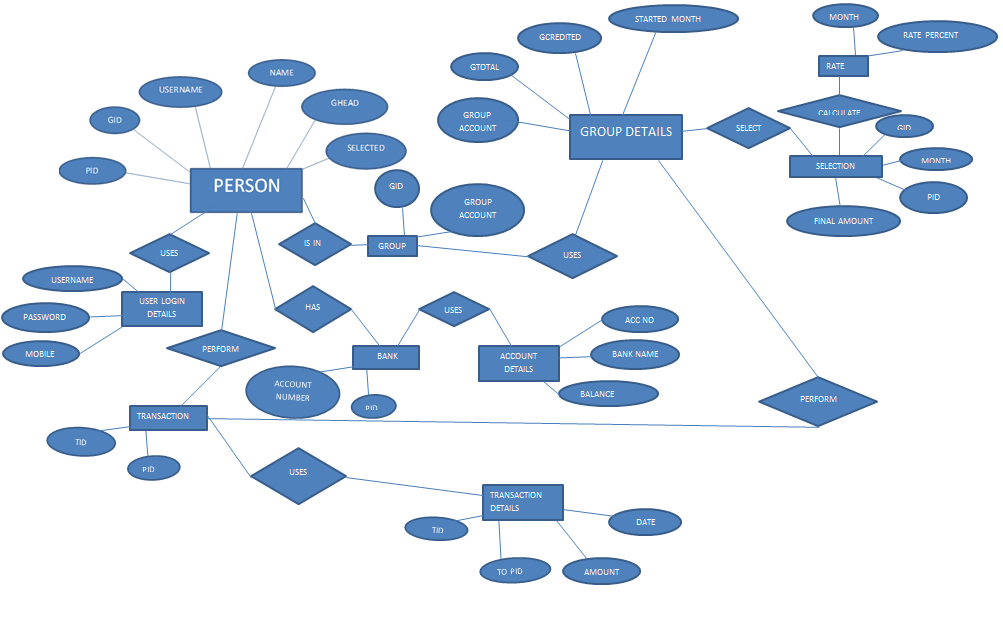 MONTH
STARTED MONTH
RATE PERCENT
GCREDITED
GTOTAL
RATE
NAME
USERNAME
GHEAD
GROUP
ACCOUNT
CALCULATE
GID
GROUP DETAILS
SELECT
GID
SELECTED
MONTH
SELECTION
PID
PERSON
GID
PID
GROUP
ACCOUNT
FINAL AMOUNT
IS IN
GROUP
USES
USES
USERNAME
USER LOGIN
DETAILS
HAS
USES
PASSWORD
ACC NO
MOBILE
PERFORM
BANK
ACCOUNT
DETAILS
BANK NAME
ACCOUNT
NUMBER
BALANCE
PERFORM
PID
TRANSACTION
TID
PID
USES
TRANSACTION
DETAILS
DATE
TID
TO PID
AMOUNT